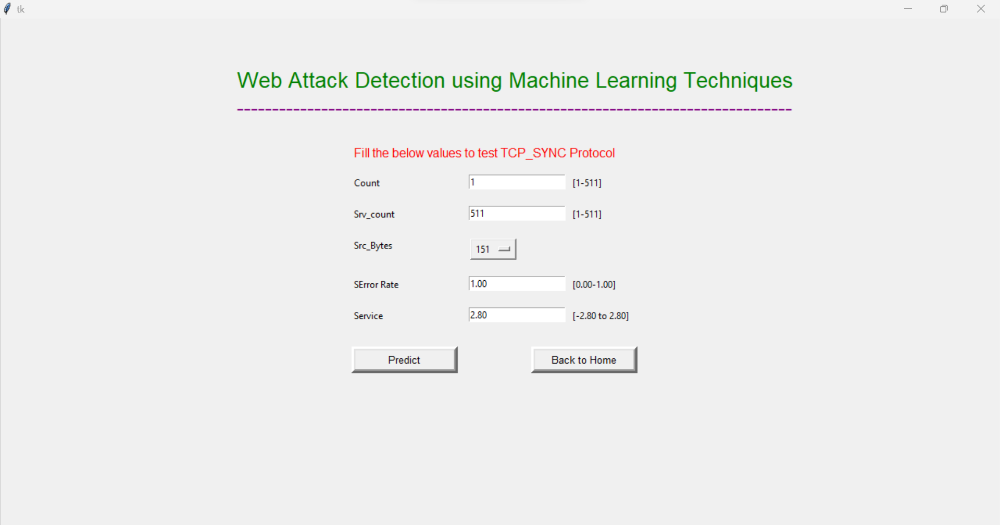 tk
Web Attack Detection using Machine Learning Techniques
-------------------------------------------------------------------------------
Fill the below values to test TCP_SYNC Protocol
Count 1 [1-511]
Srv_count 511 [1-511]
Src_Bytes 151
SError Rate 1.00 [0.00-1.00]
Service 2.80 [-2.80 to 2.80]
Predict Back to Home